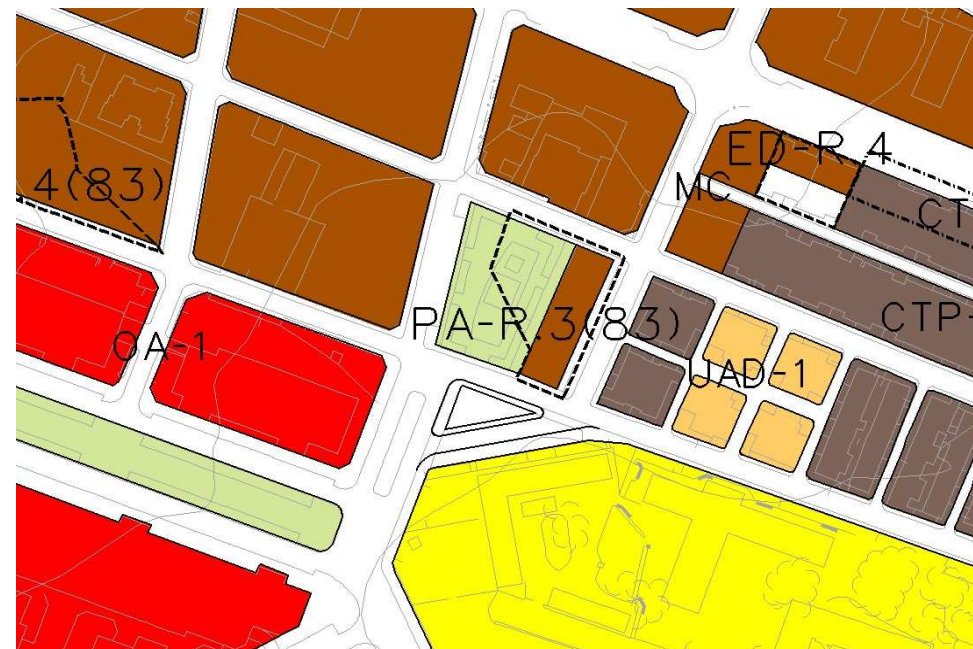 ED-R.4
4(83)
MC
CT
PA-R.3(83)
CTP-
OA-1
UAD-1